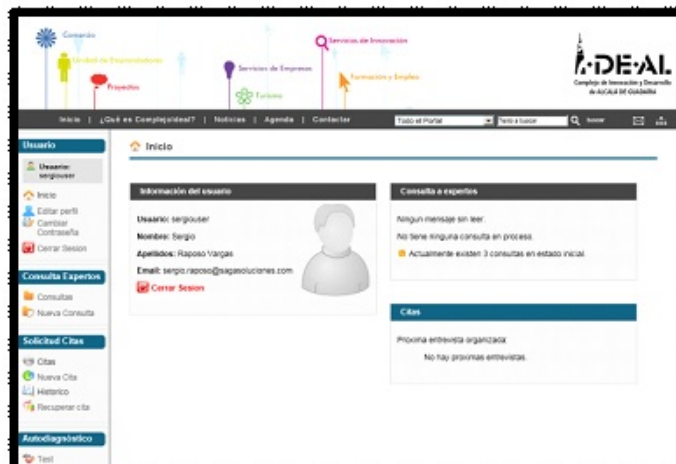 Comercio
Unidad de Emprendedores
Proyectos
Servicios de Empresas
Turismo
Servicios de Innovación
Formación y Empleo
I·DE·AL
Complejo de Innovación y Desarrollo
de ALCALÁ DE GUADAÍRA
Inicio | ¿Qué es ComplejoIdeal? | Noticias | Agenda | Contactar
Todo el Portal
Texto a buscar
buscar
Usuario
Usuario:
sergiouser
Inicio
Editar perfil
Cambiar
Contraseña
Cerrar Sesion
Consulta Expertos
Consultas
Nueva Consulta
Solicitud Citas
Citas
Nueva Cita
Historico
Recuperar cita
Autodiagnóstico
Test
Inicio
Información del usuario
Usuario: sergiouser
Nombre: Sergio
Apellidos: Raposo Vargas
Email: sergio.raposo@sagasoluciones.com
Cerrar Sesion
Consulta a expertos
Ningun mensaje sin leer.
No tiene ninguna consulta en proceso.
Actualmente existen 3 consultas en estado inicial.
Citas
Proxima entrevista organizada:
No hay proximas entrevistas.